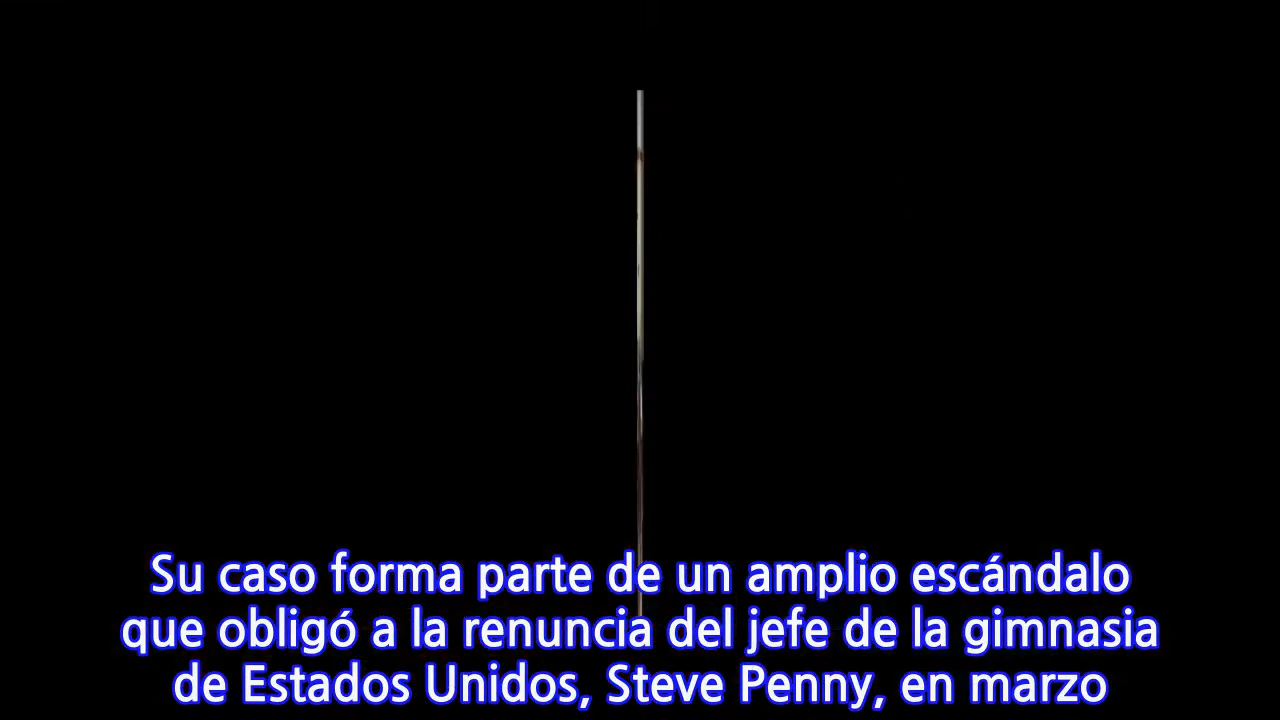 Su caso forma parte de un amplio escándalo
que obligó a la renuncia del jefe de la gimnasia
de Estados Unidos, Steve Penny, en marzo